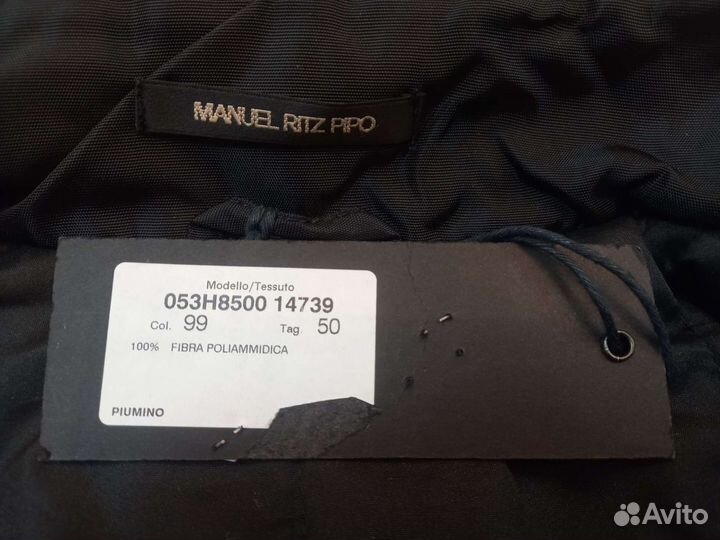 MANUEL RITZ PIPO
Modello/Tessuto
053H8500 14739
Col. 99 Tag. 50
100% FIBRA POLIAMMIDICA
PIUMINO
Avito